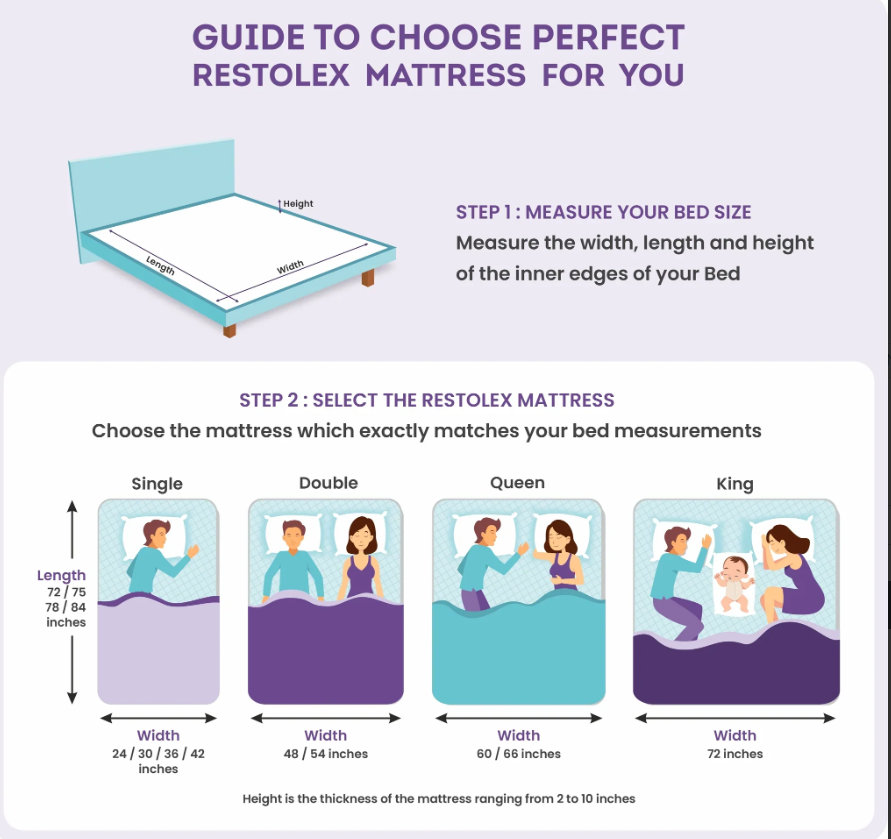 GUIDE TO CHOOSE PERFECT
RESTOLEX MATTRESS FOR YOU
Height
Length
Width
STEP 1 : MEASURE YOUR BED SIZE
Measure the width, length and height
of the inner edges of your Bed
STEP 2 : SELECT THE RESTOLEX MATTRESS
Choose the mattress which exactly matches your bed measurements
Single
Double
Queen
King
Length
72 / 75
78 / 84
inches
Width
24 / 30 / 36 / 42
inches
Width
48 / 54 inches
Width
60 / 66 inches
Width
72 inches
Height is the thickness of the mattress ranging from 2 to 10 inches